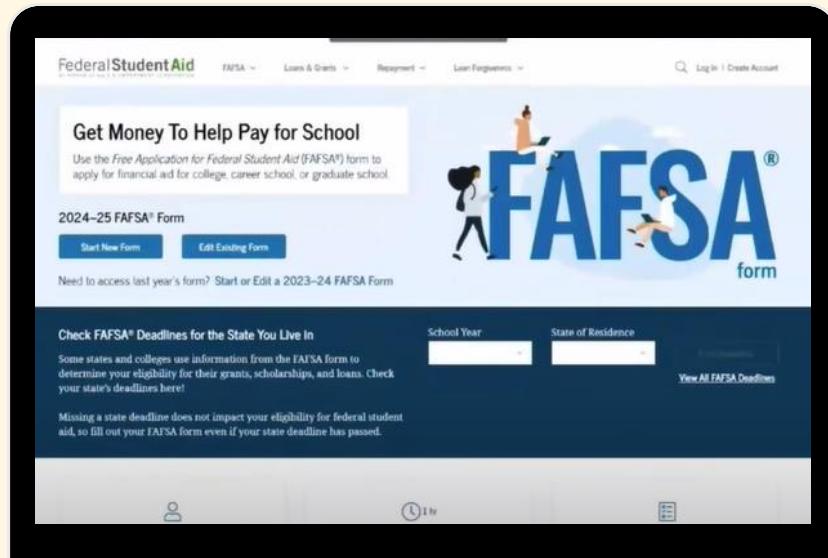 FederalStudentAid
FAFSA
Loans & Grants
Repayment
Loan Forgiveness
Log In | Create Account
Get Money To Help Pay for School
Use the Free Application for Federal Student Aid (FAFSA®) form to
apply for financial aid for college, career school, or graduate school.
2024–25 FAFSA® Form
Start New Form
Edit Existing Form
Need to access last year's form? Start or Edit a 2023–24 FAFSA Form
FAFSA®
form
Check FAFSA® Deadlines for the State You Live In
Some states and colleges use information from the FAFSA form to
determine your eligibility for their grants, scholarships, and loans. Check
your state's deadlines here!
Missing a state deadline does not impact your eligibility for federal student
aid, so fill out your FAFSA form even if your state deadline has passed.
School Year
State of Residence
View All FAFSA Deadlines
1 hr